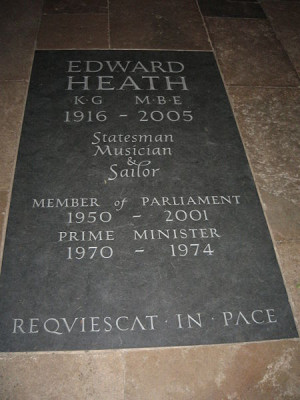 EDWARD
HEATH
K·G M·B·E
1916 - 2005
Statesman
Musician
&
Sailor
MEMBER of PARLIAMENT
1950 - 2001
PRIME MINISTER
1970 - 1974
REQVIESCAT · IN · PACE